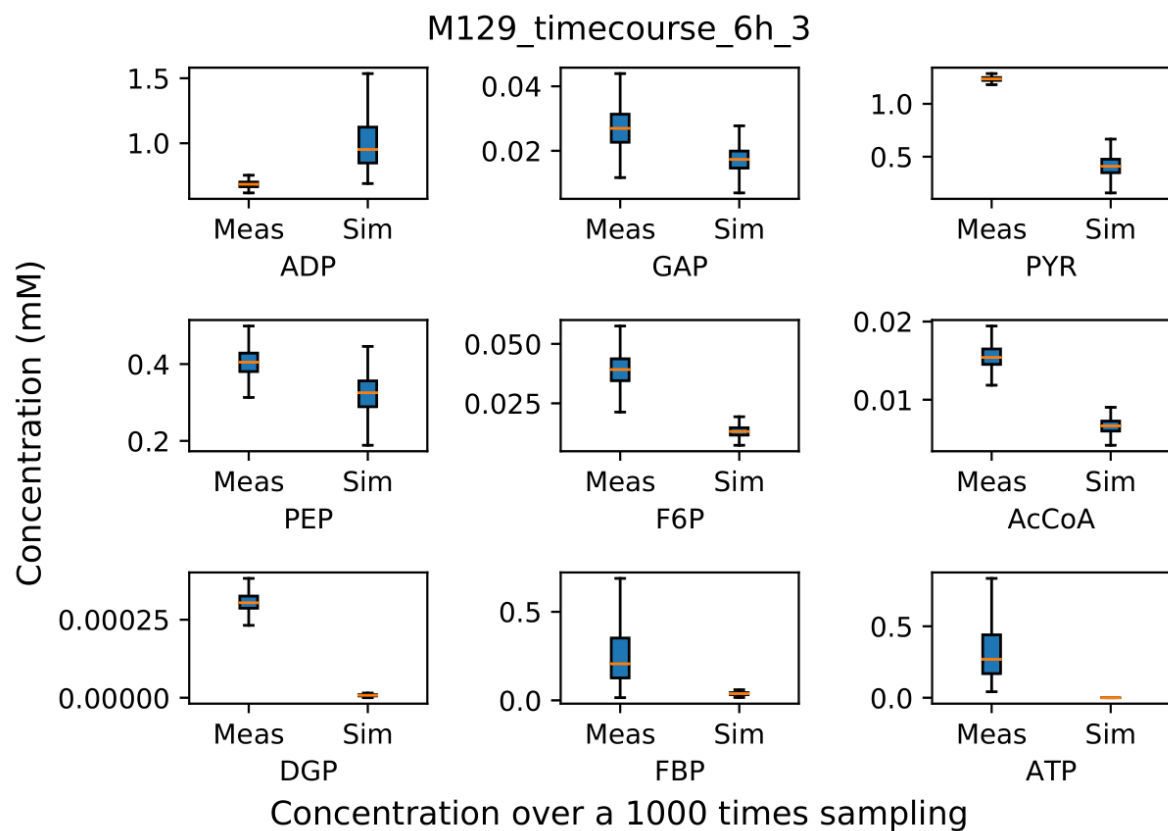 M129_timecourse_6h_3
Concentration (mM)
1.5
1.0
Meas Sim
ADP
0.04
0.02
Meas Sim
GAP
1.0
0.5
Meas Sim
PYR
0.4
0.2
Meas Sim
PEP
0.050
0.025
Meas Sim
F6P
0.02
0.01
Meas Sim
AcCoA
0.00025
0.00000
Meas Sim
DGP
0.5
0.0
Meas Sim
FBP
0.5
0.0
Meas Sim
ATP
Concentration over a 1000 times sampling